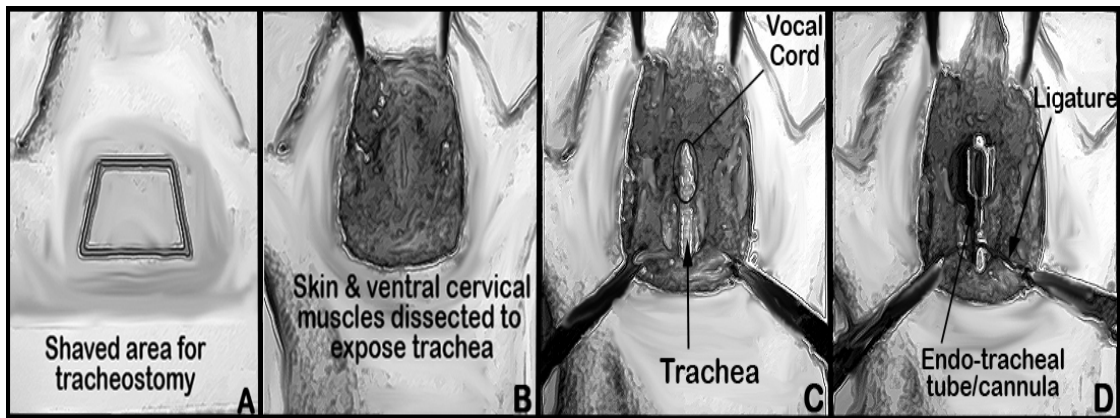 Shaved area for
tracheostomy
A
Skin & ventral cervical
muscles dissected to
expose trachea
B
Vocal
Cord
Trachea
C
Ligature
Endo-tracheal
tube/cannula
D